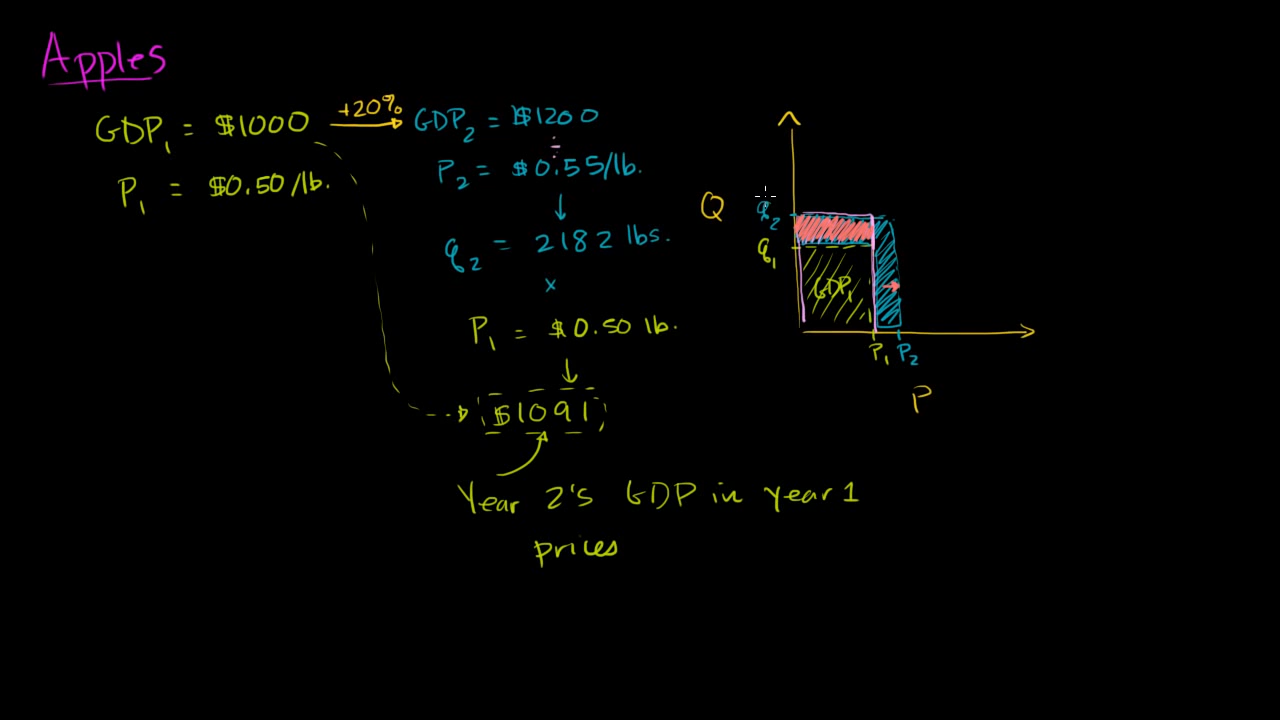 Apples
GDP₁ = $1000
+20%
GDP₂ = $1200
÷
P₁ = $0.50/lb.
P₂ = $0.55/lb.
q₂ = 2182 lbs.
x
P₁ = $0.50 lb.
$1091
Year 2's GDP in year 1
prices
Q
q₂
q₁
GDP₁
P₁ P₂
P